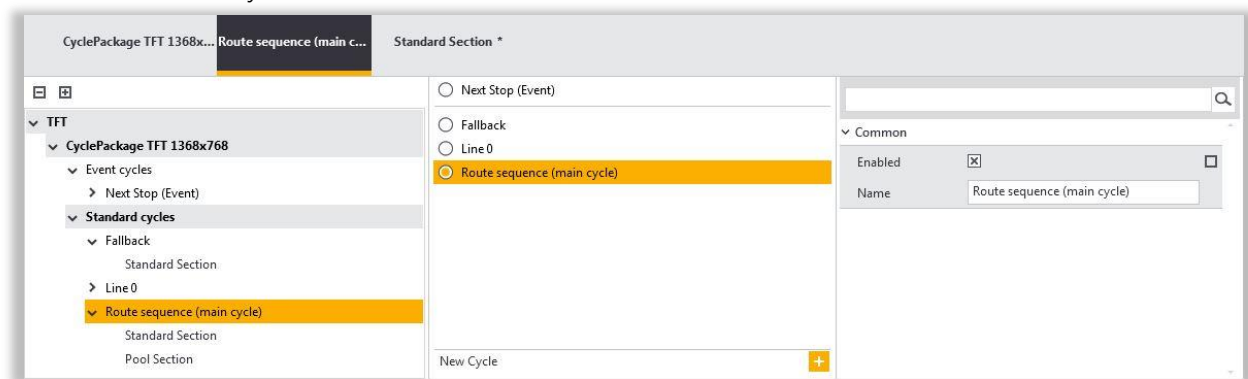 CyclePackage TFT 1368x...
Route sequence (main c...
Standard Section *
TFT
CyclePackage TFT 1368x768
Event cycles
Next Stop (Event)
Standard cycles
Fallback
Standard Section
Line 0
Route sequence (main cycle)
Standard Section
Pool Section
Next Stop (Event)
Fallback
Line 0
Route sequence (main cycle)
New Cycle
Common
Enabled
Name
Route sequence (main cycle)